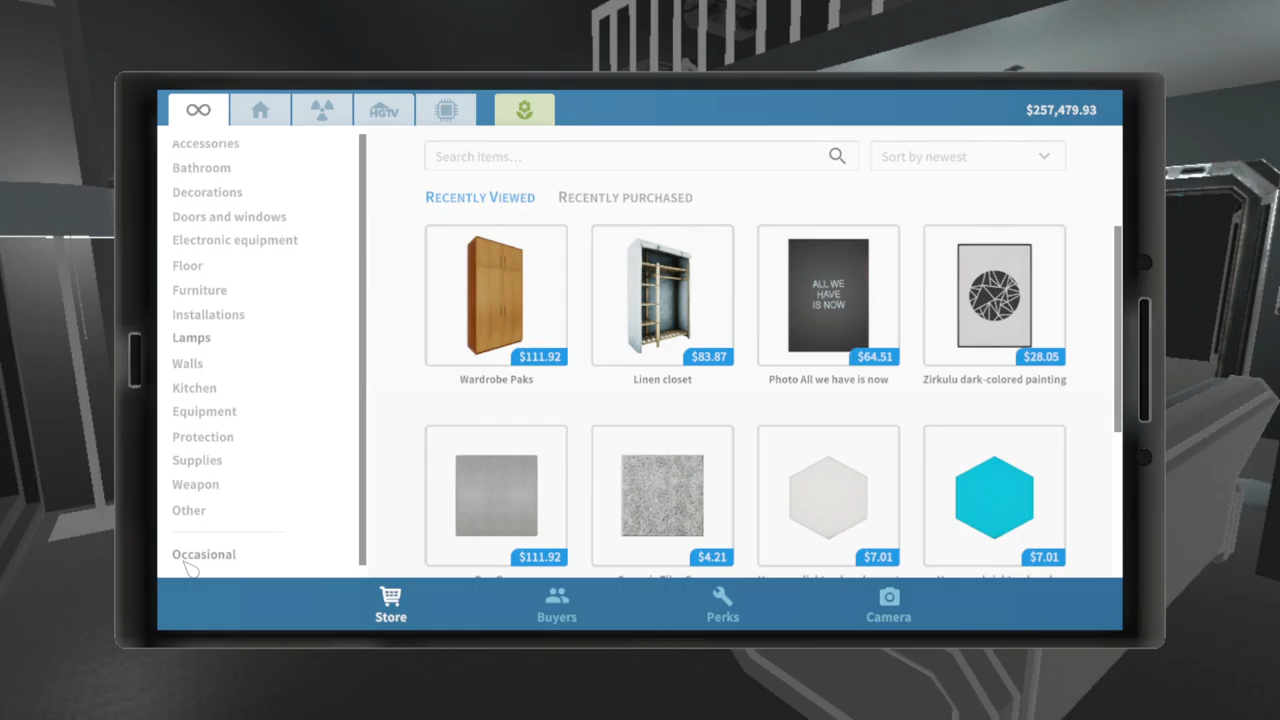 HGTV
$257,479.93
Accessories
Bathroom
Decorations
Doors and windows
Electronic equipment
Floor
Furniture
Installations
Lamps
Walls
Kitchen
Equipment
Protection
Supplies
Weapon
Other
Occasional
Search items...
Sort by newest
RECENTLY VIEWED
RECENTLY PURCHASED
ALL WE
HAVE
IS NOW
$111.92
$83.87
$64.51
$28.05
Wardrobe Paks
Linen closet
Photo All we have is now
Zirkulu dark-colored painting
$111.92
$4.21
$7.01
$7.01
Store
Buyers
Perks
Camera